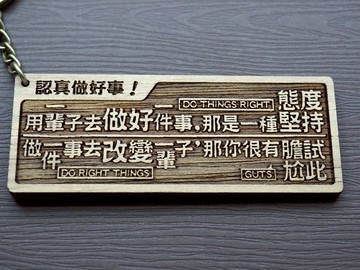 認真做好事！
DO THINGS RIGHT
用一輩子去做好一件事，那是一種態度堅持
做一件事去改變一輩子，那你很有膽試尬此
DO RIGHT THINGS
GUTS